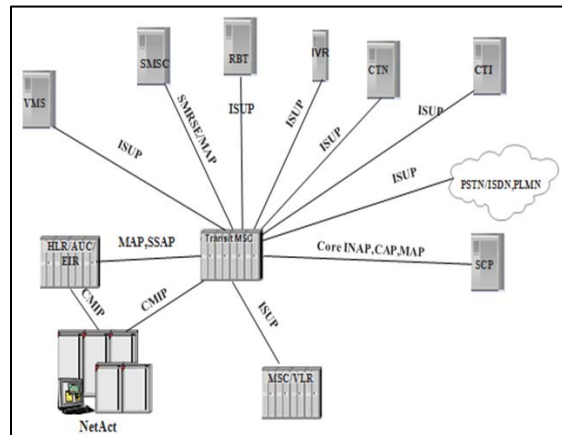 RBT
IVR
SMSC
CTN
CTI
VMS
ISUP
SMRSE/MAP
ISUP
ISUP
ISUP
ISUP
ISUP
PSTN/ISDN,PLMN
HLR/AUC/
EIR
MAP,SSAP
Transit MSC
Core INAP,CAP,MAP
SCP
CMIP
CMIP
ISUP
MSC/VLR
NetAct